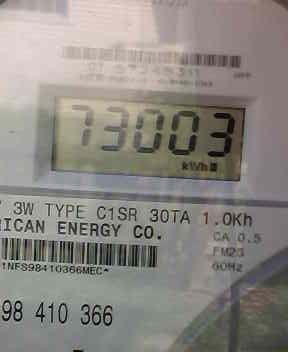 73003
kWh
3W TYPE C1SR 30TA 1.0Kh
RICAN ENERGY CO.
CA 0.5
FM23
60Hz
1NFS98410366MEC*
98 410 366